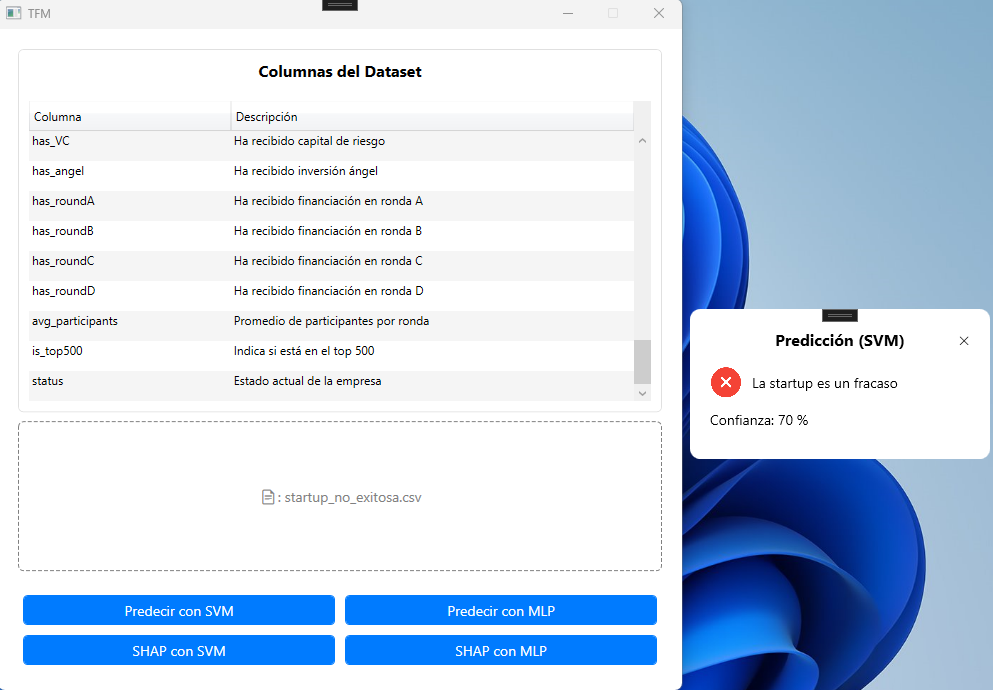 TFM
Columnas del Dataset
Columna Descripción
has_VC Ha recibido capital de riesgo
has_angel Ha recibido inversión ángel
has_roundA Ha recibido financiación en ronda A
has_roundB Ha recibido financiación en ronda B
has_roundC Ha recibido financiación en ronda C
has_roundD Ha recibido financiación en ronda D
avg_participants Promedio de participantes por ronda
is_top500 Indica si está en el top 500
status Estado actual de la empresa
: startup_no_exitosa.csv
Predecir con SVM Predecir con MLP
SHAP con SVM SHAP con MLP
Predicción (SVM)
La startup es un fracaso
Confianza: 70 %